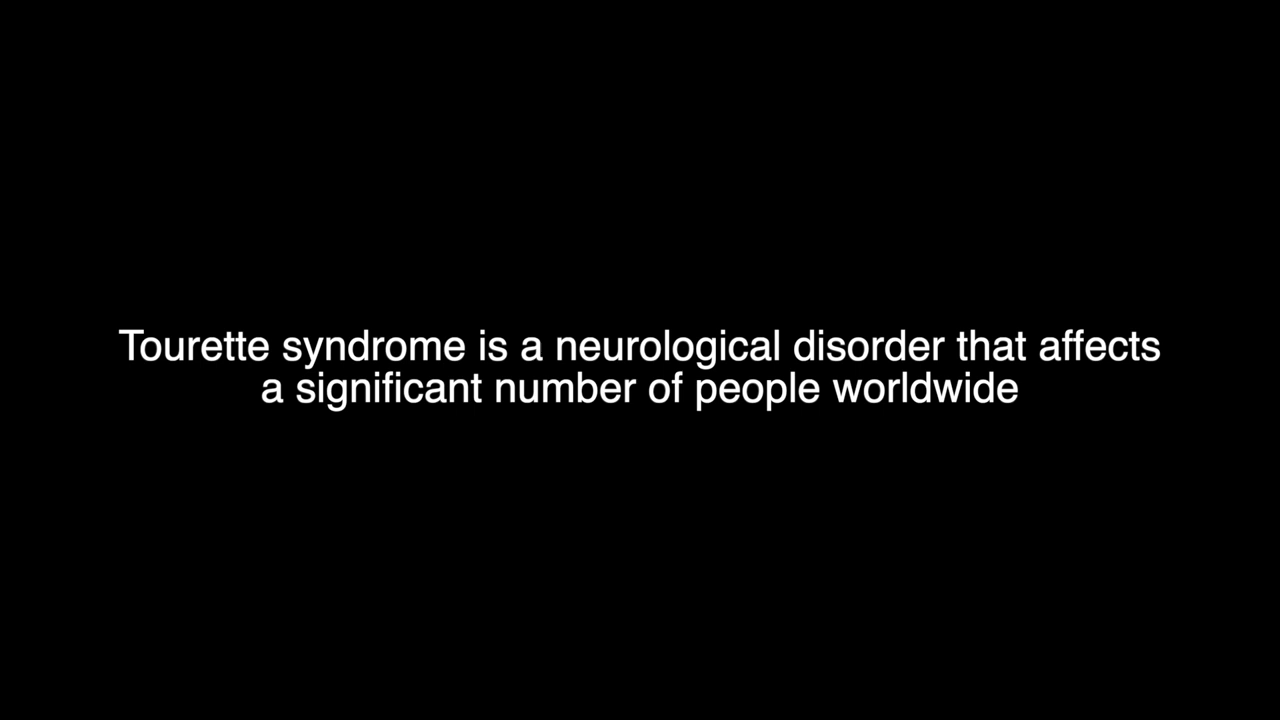 Tourette syndrome is a neurological disorder that affects
a significant number of people worldwide